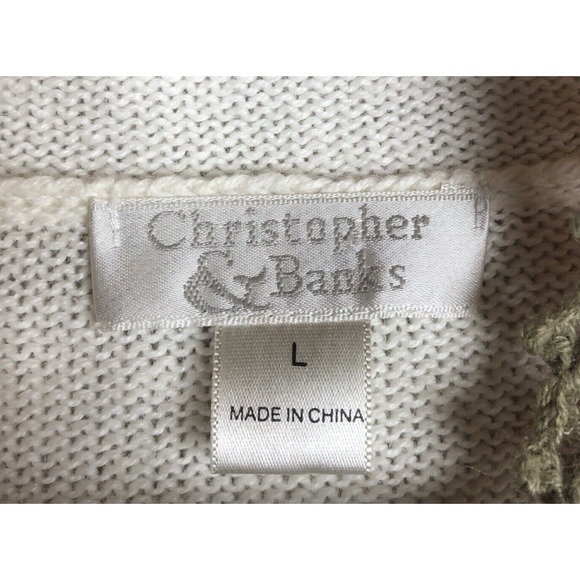 Christopher
& Banks
L
MADE IN CHINA